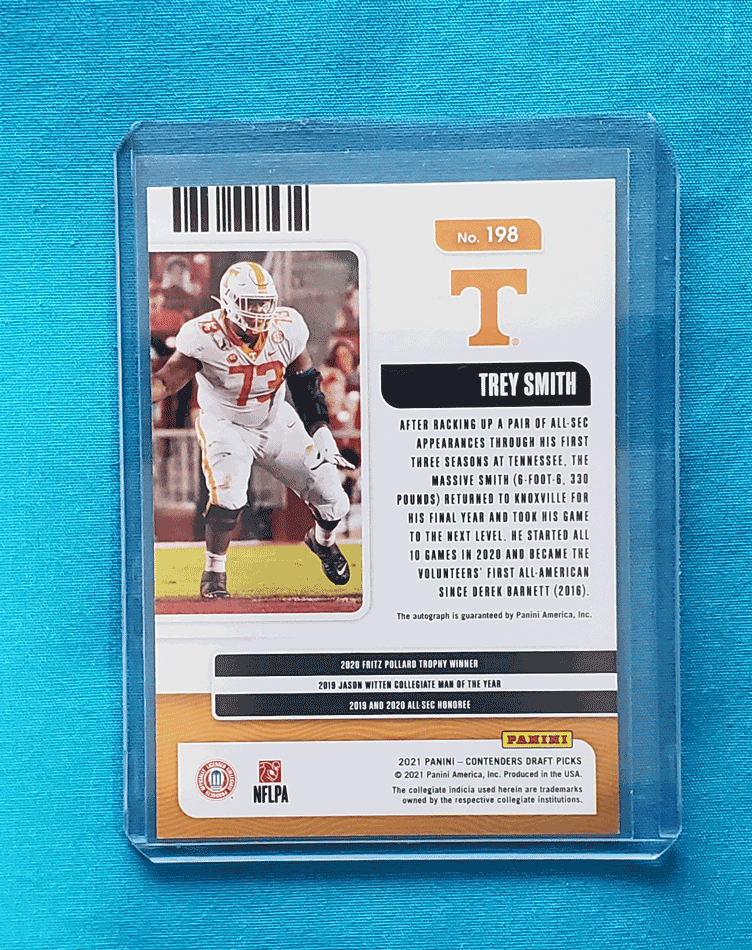 No. 198
T
73
73
TREY SMITH
AFTER RACKING UP A PAIR OF ALL-SEC
APPEARANCES THROUGH HIS FIRST
THREE SEASONS AT TENNESSEE, THE
MASSIVE SMITH (6-FOOT-6, 330
POUNDS) RETURNED TO KNOXVILLE FOR
HIS FINAL YEAR AND TOOK HIS GAME
TO THE NEXT LEVEL. HE STARTED ALL
10 GAMES IN 2020 AND BECAME THE
VOLUNTEERS' FIRST ALL-AMERICAN
SINCE DEREK BARNETT (2016).
The autograph is guaranteed by Panini America, Inc.
2020 FRITZ POLLARD TROPHY WINNER
2019 JASON WITTEN COLLEGIATE MAN OF THE YEAR
2019 AND 2020 ALL-SEC HONOREE
PANINI
2021 PANINI – CONTENDERS DRAFT PICKS
© 2021 Panini America, Inc. Produced in the USA.
The collegiate indicia used herein are trademarks
owned by the respective collegiate institutions.
NFLPA